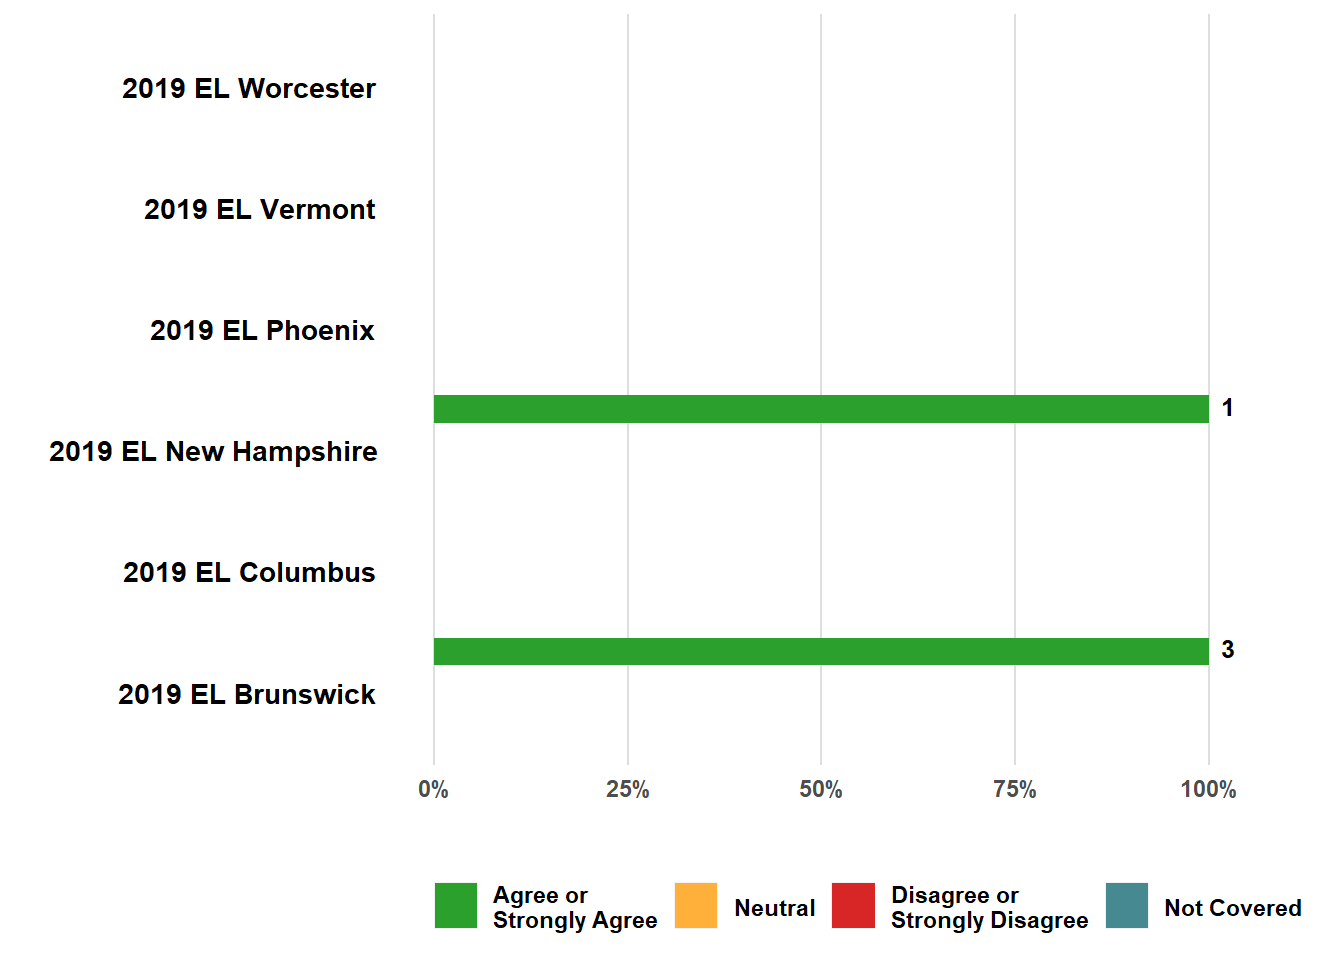 2019 EL Worcester
2019 EL Vermont
2019 EL Phoenix
1
2019 EL New Hampshire
2019 EL Columbus
3
2019 EL Brunswick
0%
25%
50%
75%
100%
Agree or
Strongly Agree
Neutral
Disagree or
Strongly Disagree
Not Covered